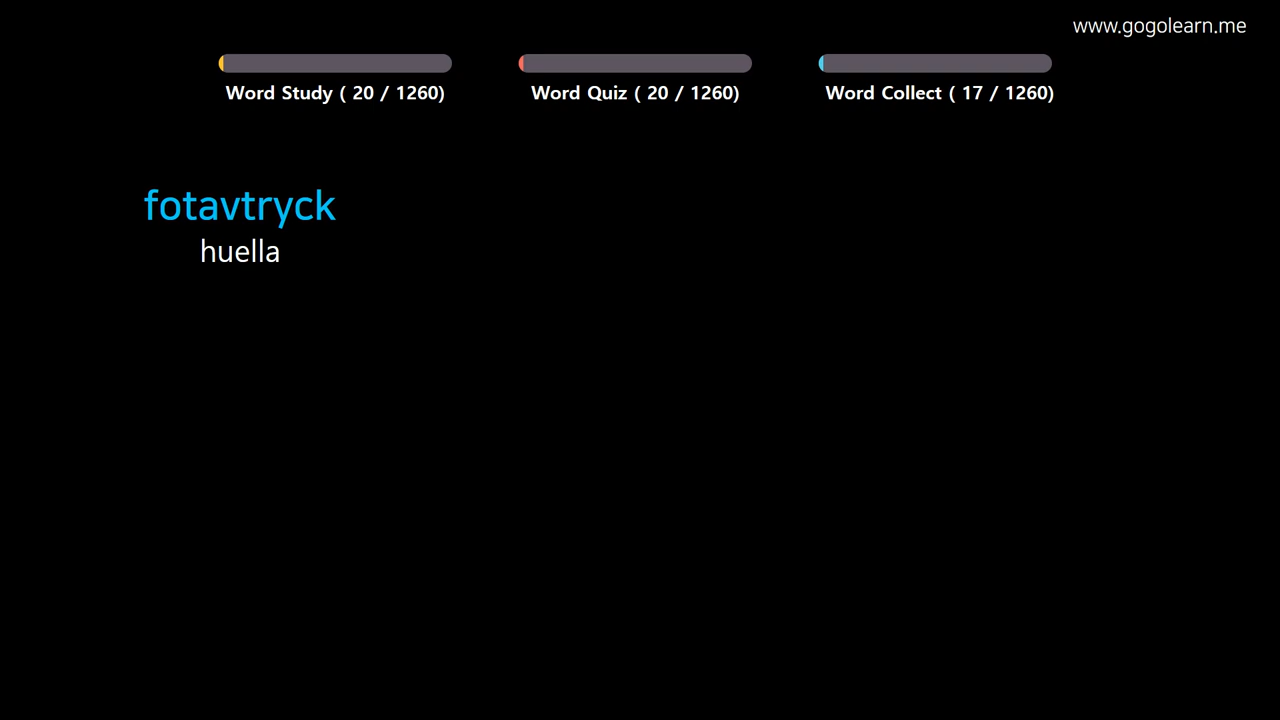 www.gogolearn.me
Word Study ( 20 / 1260)
Word Quiz ( 20 / 1260)
Word Collect ( 17 / 1260)
fotavtryck
huella